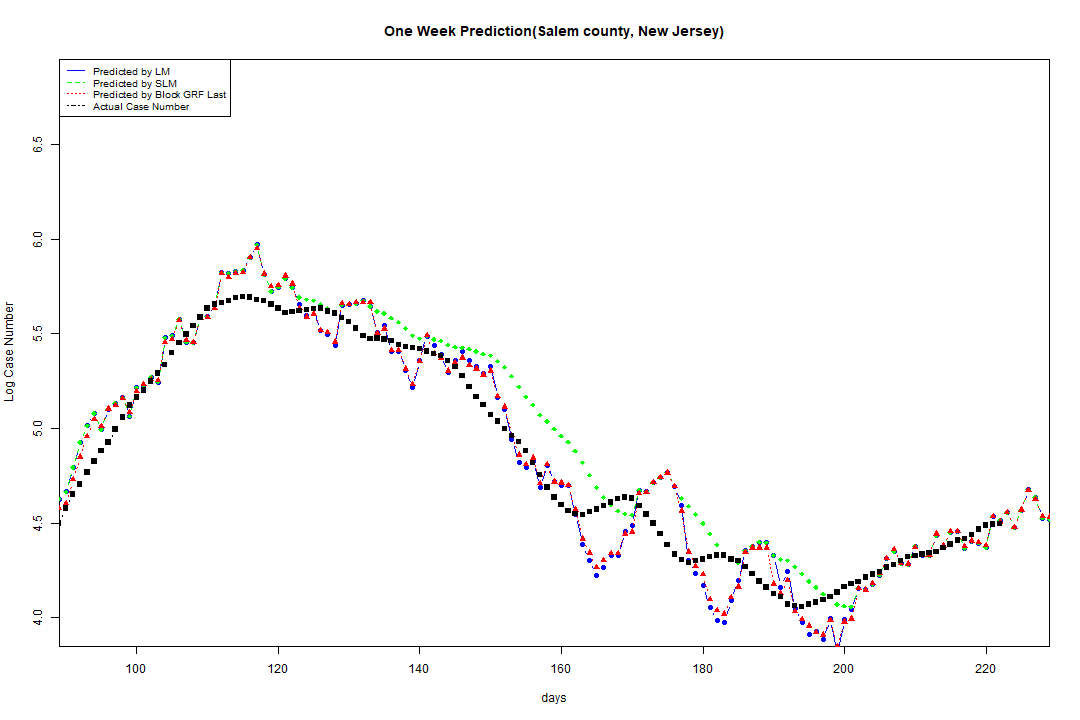 One Week Prediction(Salem county, New Jersey)
Predicted by LM
Predicted by SLM
Predicted by Block GRF Last
Actual Case Number
6.5
6.0
5.5
5.0
4.5
4.0
Log Case Number
100 120 140 160 180 200 220
days